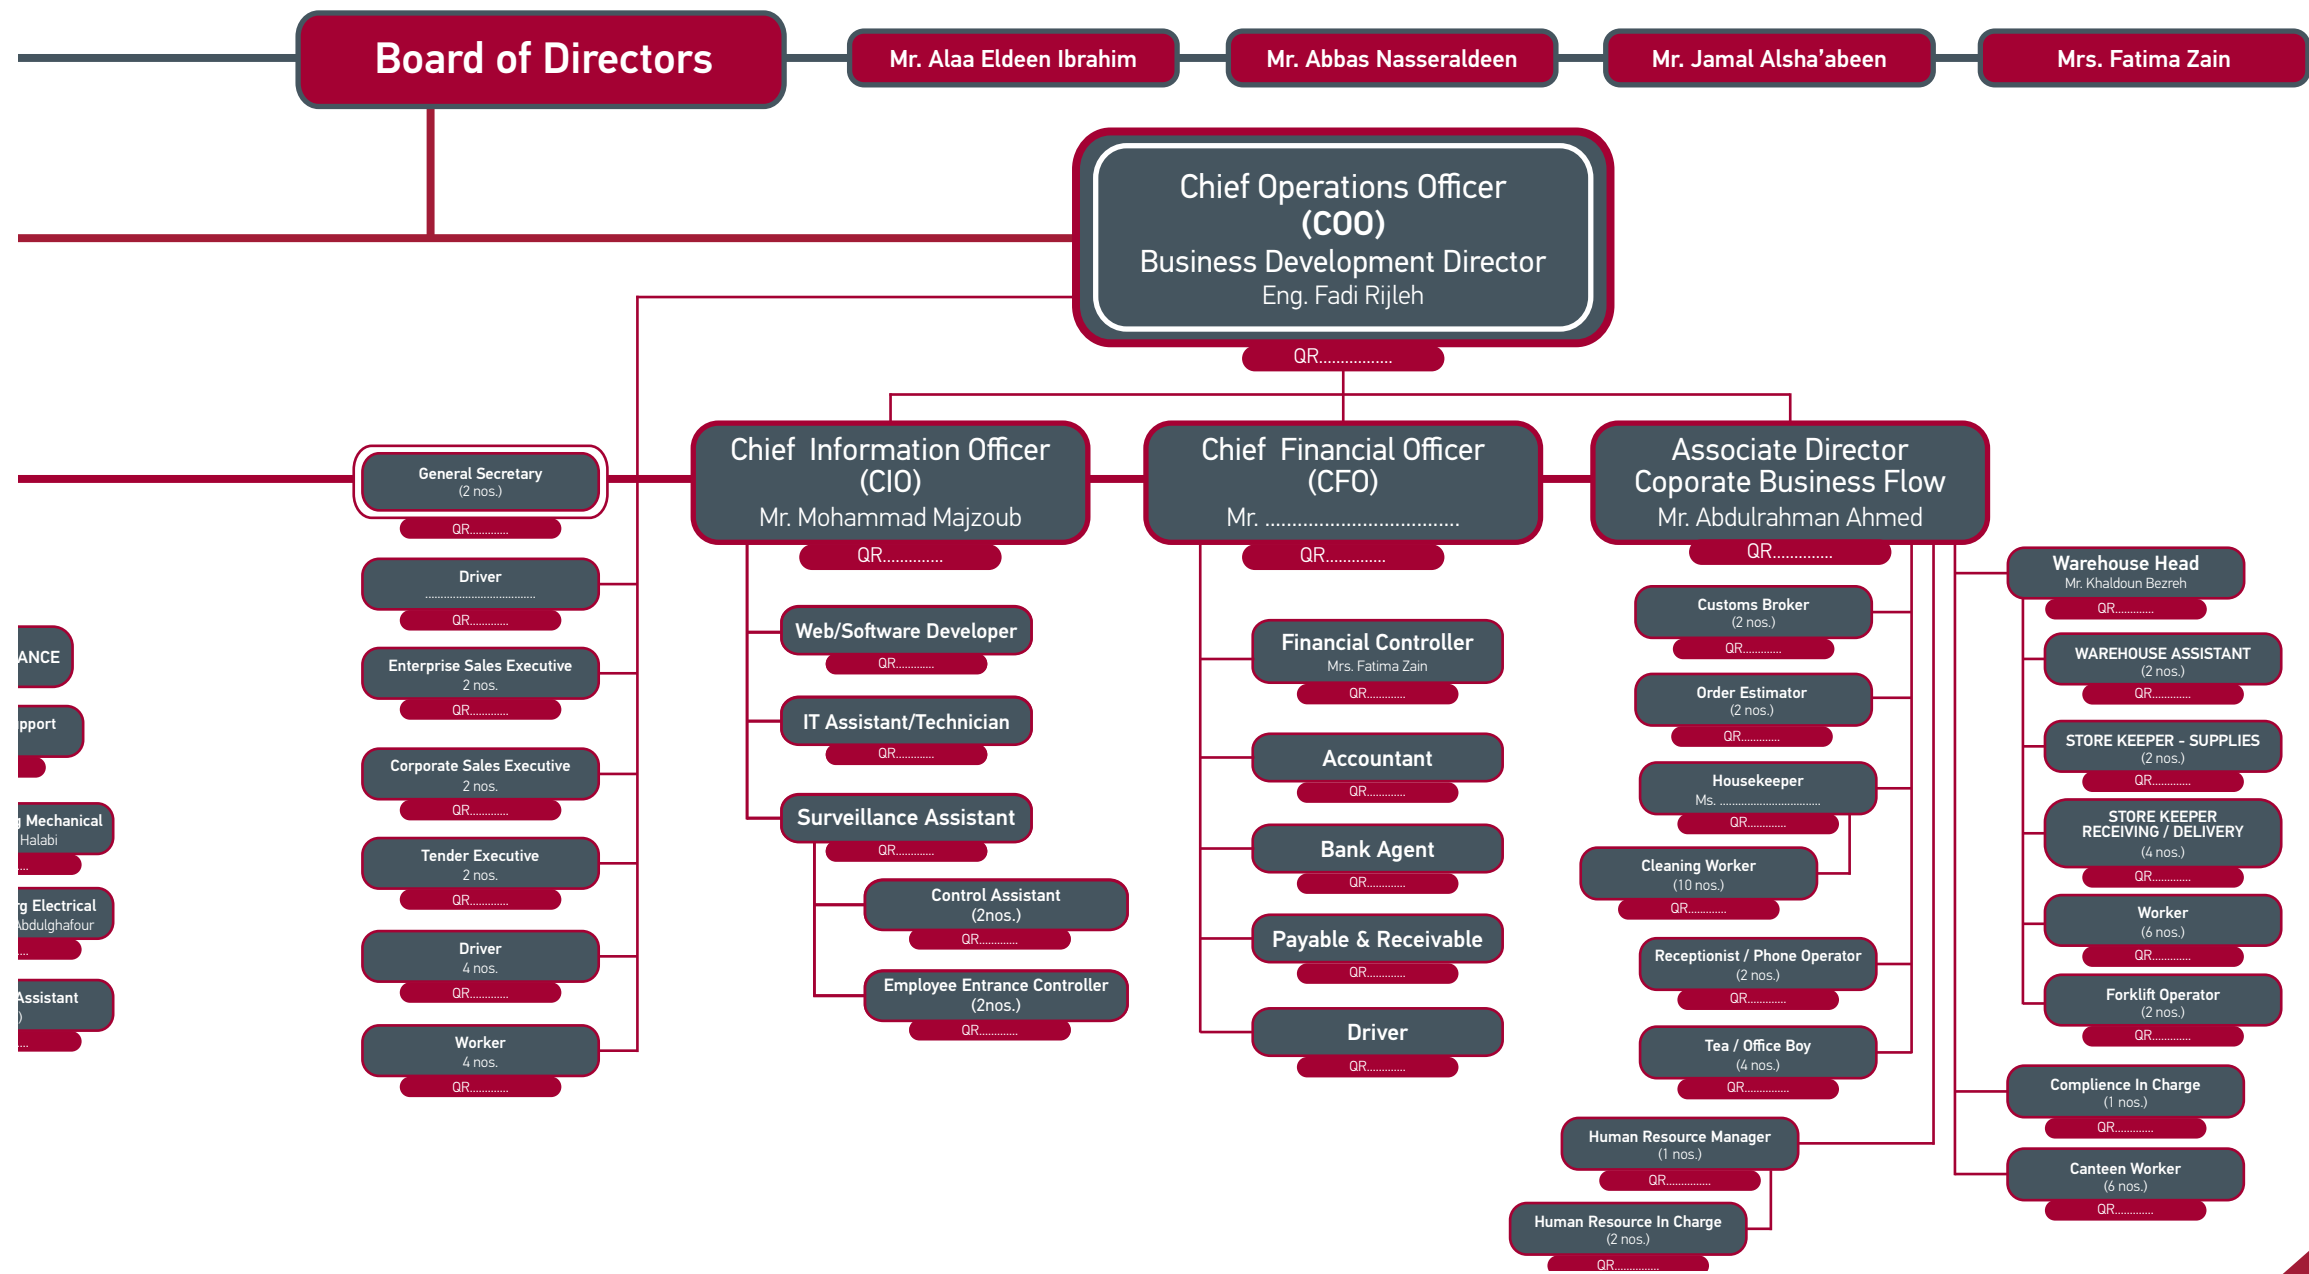 Board of Directors
Mr. Alaa Eldeen Ibrahim
Mr. Abbas Nasseraldeen
Mr. Jamal Alsha'abeen
Mrs. Fatima Zain
Chief Operations Officer
(COO)
Business Development Director
Eng. Fadi Rijleh
QR.................
General Secretary
(2 nos.)
QR.............
Driver
......................................
QR.............
Enterprise Sales Executive
2 nos.
QR.............
Corporate Sales Executive
2 nos.
QR.............
Tender Executive
2 nos.
QR.............
Driver
4 nos.
QR.............
Worker
4 nos.
QR.............
ANCE
pport
g Mechanical
Halabi
rg Electrical
Abdulghafour
Assistant
)
Chief  Information Officer
(CIO)
Mr. Mohammad Majzoub
QR..............
Web/Software Developer
QR.............
IT Assistant/Technician
QR.............
Surveillance Assistant
QR.............
Control Assistant
(2nos.)
QR.............
Employee Entrance Controller
(2nos.)
QR.............
Chief  Financial Officer
(CFO)
Mr. ....................................
QR..............
Financial Controller
Mrs. Fatima Zain
QR.............
Accountant
QR.............
Bank Agent
QR.............
Payable & Receivable
QR.............
Driver
QR.............
Associate Director
Coporate Business Flow
Mr. Abdulrahman Ahmed
QR..............
Customs Broker
(2 nos.)
QR.............
Order Estimator
(2 nos.)
QR.............
Housekeeper
Ms. ...................................
QR.............
Cleaning Worker
(10 nos.)
QR.............
Receptionist / Phone Operator
(2 nos.)
QR.............
Tea / Office Boy
(4 nos.)
QR...............
Human Resource Manager
(1 nos.)
QR...............
Human Resource In Charge
(2 nos.)
QR...............
Warehouse Head
Mr. Khaldoun Bezreh
QR.............
WAREHOUSE ASSISTANT
(2 nos.)
QR.............
STORE KEEPER - SUPPLIES
(2 nos.)
QR.............
STORE KEEPER
RECEIVING / DELIVERY
(4 nos.)
QR.............
Worker
(6 nos.)
QR.............
Forklift Operator
(2 nos.)
QR.............
Complience In Charge
(1 nos.)
QR.............
Canteen Worker
(6 nos.)
QR.............